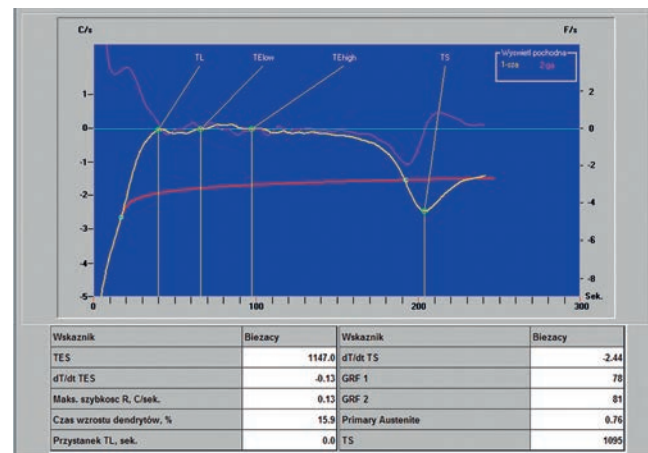 C/s F/s
TL TElow TEhigh TS
Wyswietl pochodna
1-sza 2-ga
1
2
0
0
-1
-2
-2
-4
-3
-6
-4
-8
-5
Sek.
0 100 200 300
Wskaznik Biezacy Wskaznik Biezacy
TES 1147.0 dT/dt TS -2.44
dT/dt TES -0.13 GRF 1 78
Maks. szybkosc R, C/sek. 0.13 GRF 2 81
Czas wzrostu dendrytów, % 15.9 Primary Austenite 0.76
Przystanek TL, sek. 0.0 TS 1095